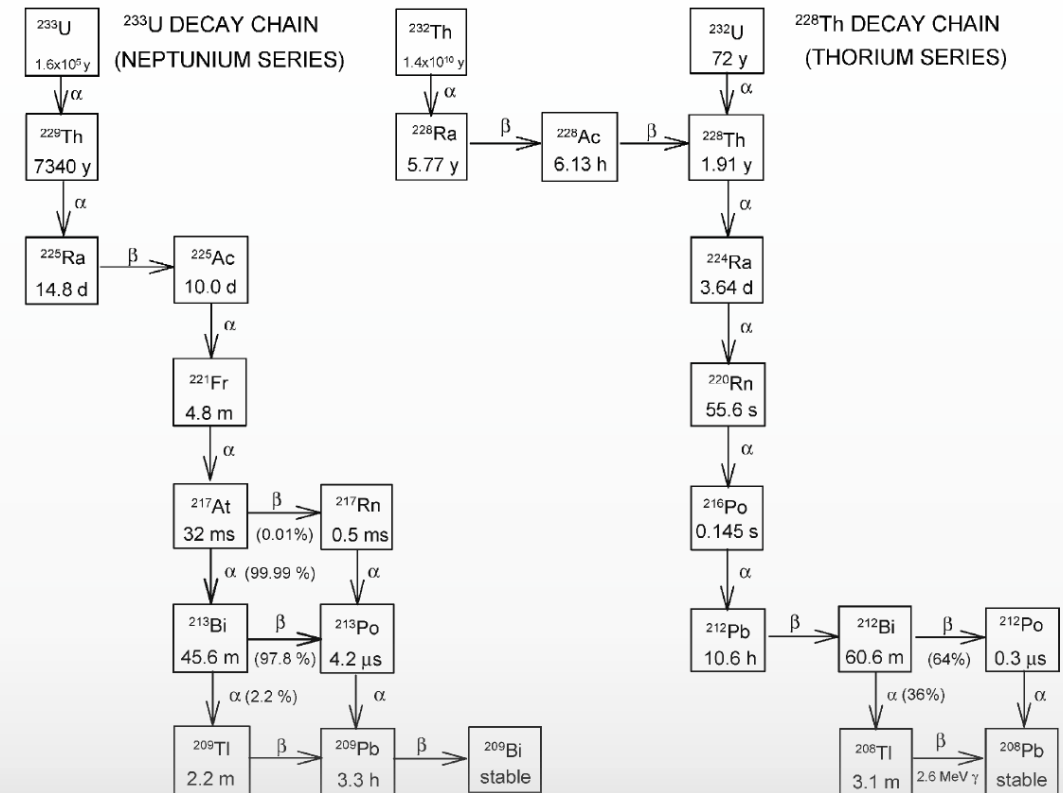 ²³³U
1.6x10⁵ y
²³³U DECAY CHAIN
(NEPTUNIUM SERIES)
²³²Th
1.4x10¹⁰ y
²³²U
72 y
²²⁸Th DECAY CHAIN
(THORIUM SERIES)
α
α
α
²²⁹Th
7340 y
²²⁸Ra
5.77 y
β
²²⁸Ac
6.13 h
β
²²⁸Th
1.91 y
α
α
²²⁵Ra
14.8 d
β
²²⁵Ac
10.0 d
²²⁴Ra
3.64 d
α
α
²²¹Fr
4.8 m
²²⁰Rn
55.6 s
α
α
²¹⁷At
32 ms
β
(0.01%)
²¹⁷Rn
0.5 ms
²¹⁶Po
0.145 s
α (99.99 %)
α
α
²¹³Bi
45.6 m
β
(97.8 %)
²¹³Po
4.2 μs
²¹²Pb
10.6 h
β
²¹²Bi
60.6 m
β
(64%)
²¹²Po
0.3 μs
α (2.2 %)
α
α (36%)
α
²⁰⁹Tl
2.2 m
β
²⁰⁹Pb
3.3 h
β
²⁰⁹Bi
stable
²⁰⁸Tl
3.1 m
β
2.6 MeV γ
²⁰⁸Pb
stable